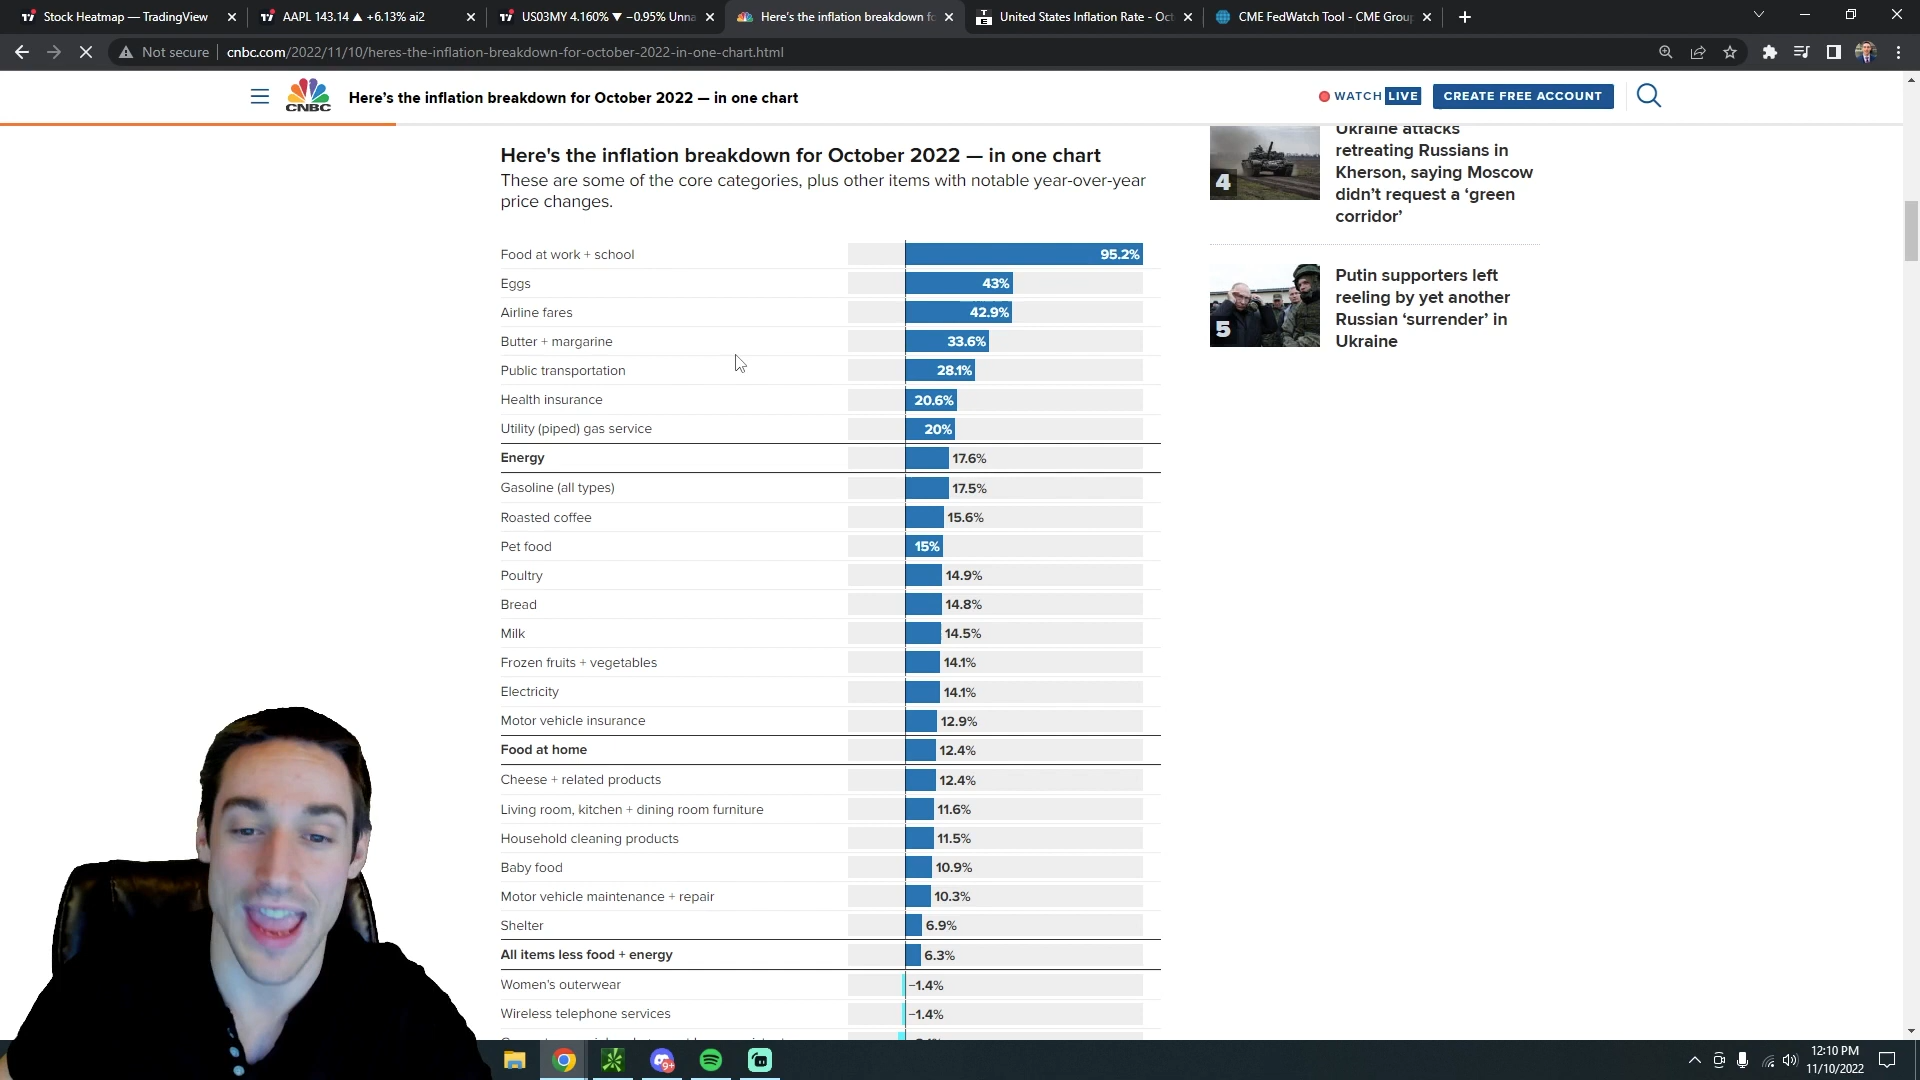 Stock Heatmap — TradingView
AAPL 143.14 ▲ +6.13% ai2
US03MY 4.160% ▼ −0.95% Unna
Here's the inflation breakdown fo
United States Inflation Rate - Oct
CME FedWatch Tool - CME Group
Not secure
cnbc.com/2022/11/10/heres-the-inflation-breakdown-for-october-2022-in-one-chart.html
CNBC
Here's the inflation breakdown for October 2022 — in one chart
WATCH LIVE
CREATE FREE ACCOUNT
Here's the inflation breakdown for October 2022 — in one chart
These are some of the core categories, plus other items with notable year-over-year
price changes.
Food at work + school 95.2%
Eggs 43%
Airline fares 42.9%
Butter + margarine 33.6%
Public transportation 28.1%
Health insurance 20.6%
Utility (piped) gas service 20%
Energy 17.6%
Gasoline (all types) 17.5%
Roasted coffee 15.6%
Pet food 15%
Poultry 14.9%
Bread 14.8%
Milk 14.5%
Frozen fruits + vegetables 14.1%
Electricity 14.1%
Motor vehicle insurance 12.9%
Food at home 12.4%
Cheese + related products 12.4%
Living room, kitchen + dining room furniture 11.6%
Household cleaning products 11.5%
Baby food 10.9%
Motor vehicle maintenance + repair 10.3%
Shelter 6.9%
All items less food + energy 6.3%
Women's outerwear −1.4%
Wireless telephone services −1.4%
4
Ukraine attacks
retreating Russians in
Kherson, saying Moscow
didn't request a 'green
corridor'
5
Putin supporters left
reeling by yet another
Russian 'surrender' in
Ukraine
9+
12:10 PM
11/10/2022